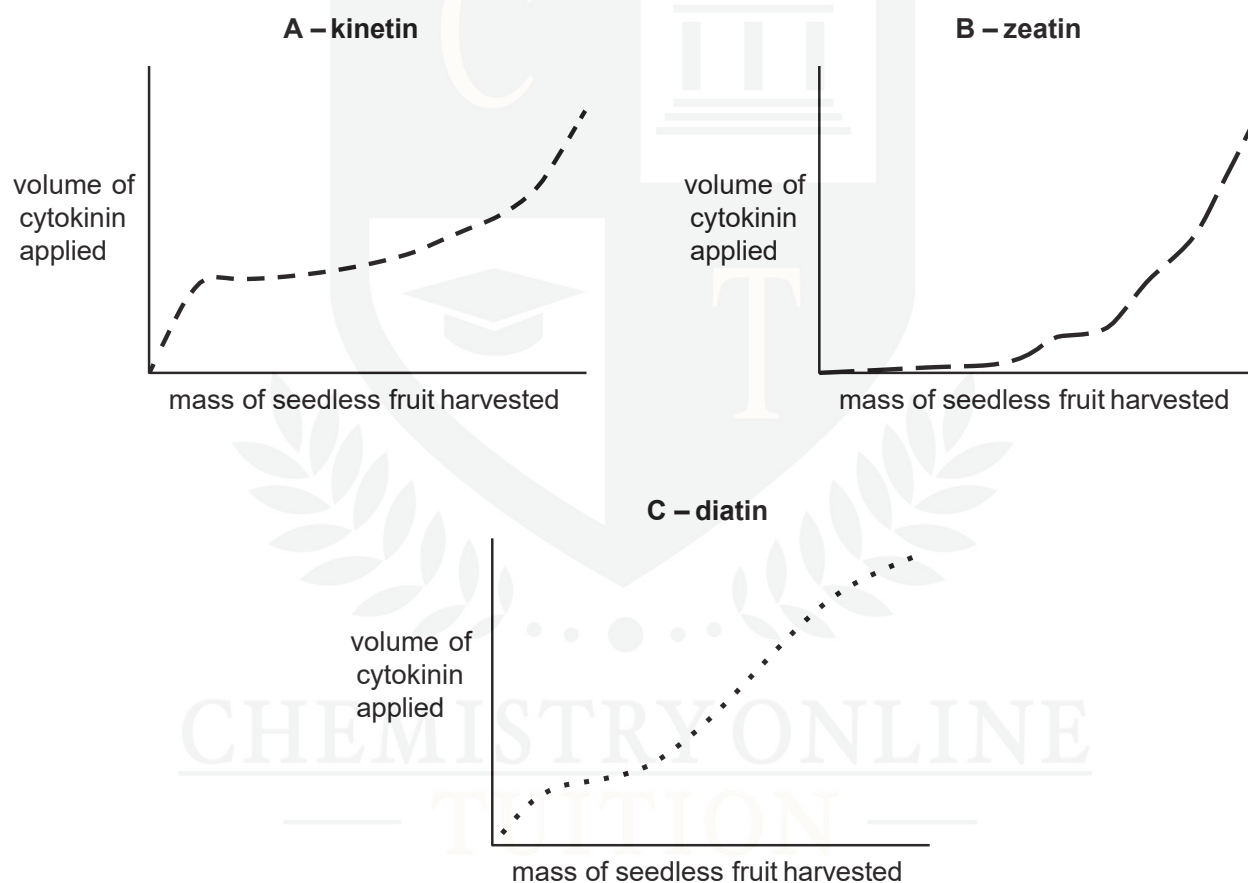 A – kinetin
volume of
cytokinin
applied
mass of seedless fruit harvested
B – zeatin
volume of
cytokinin
applied
mass of seedless fruit harvested
C – diatin
volume of
cytokinin
applied
mass of seedless fruit harvested
C
T
CHEMISTRY ONLINE
TUITION